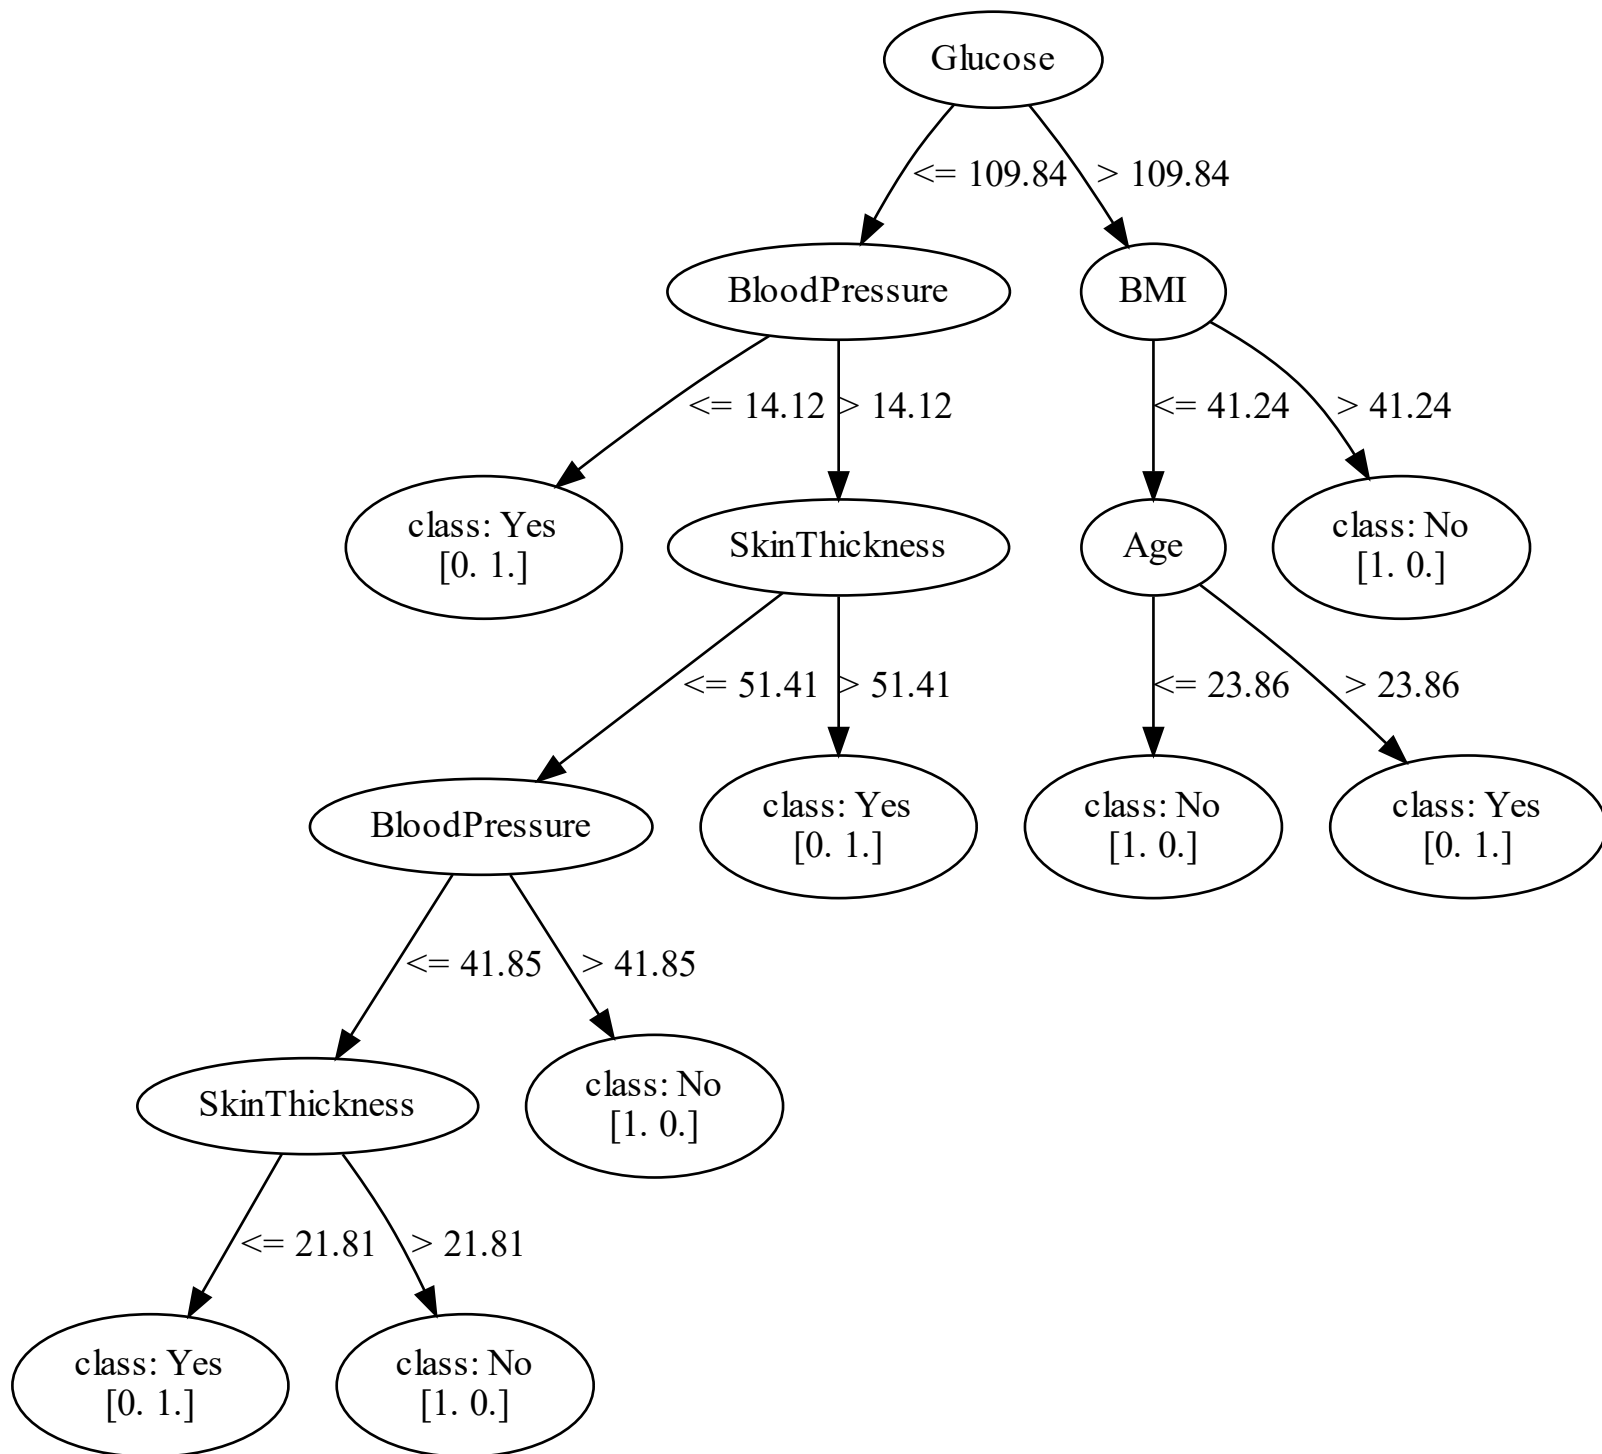 Glucose
<= 109.84
> 109.84
BloodPressure
BMI
<= 14.12
> 14.12
<= 41.24
> 41.24
class: Yes
[0. 1.]
SkinThickness
Age
class: No
[1. 0.]
<= 51.41
> 51.41
<= 23.86
> 23.86
BloodPressure
class: Yes
[0. 1.]
class: No
[1. 0.]
class: Yes
[0. 1.]
<= 41.85
> 41.85
SkinThickness
class: No
[1. 0.]
<= 21.81
> 21.81
class: Yes
[0. 1.]
class: No
[1. 0.]